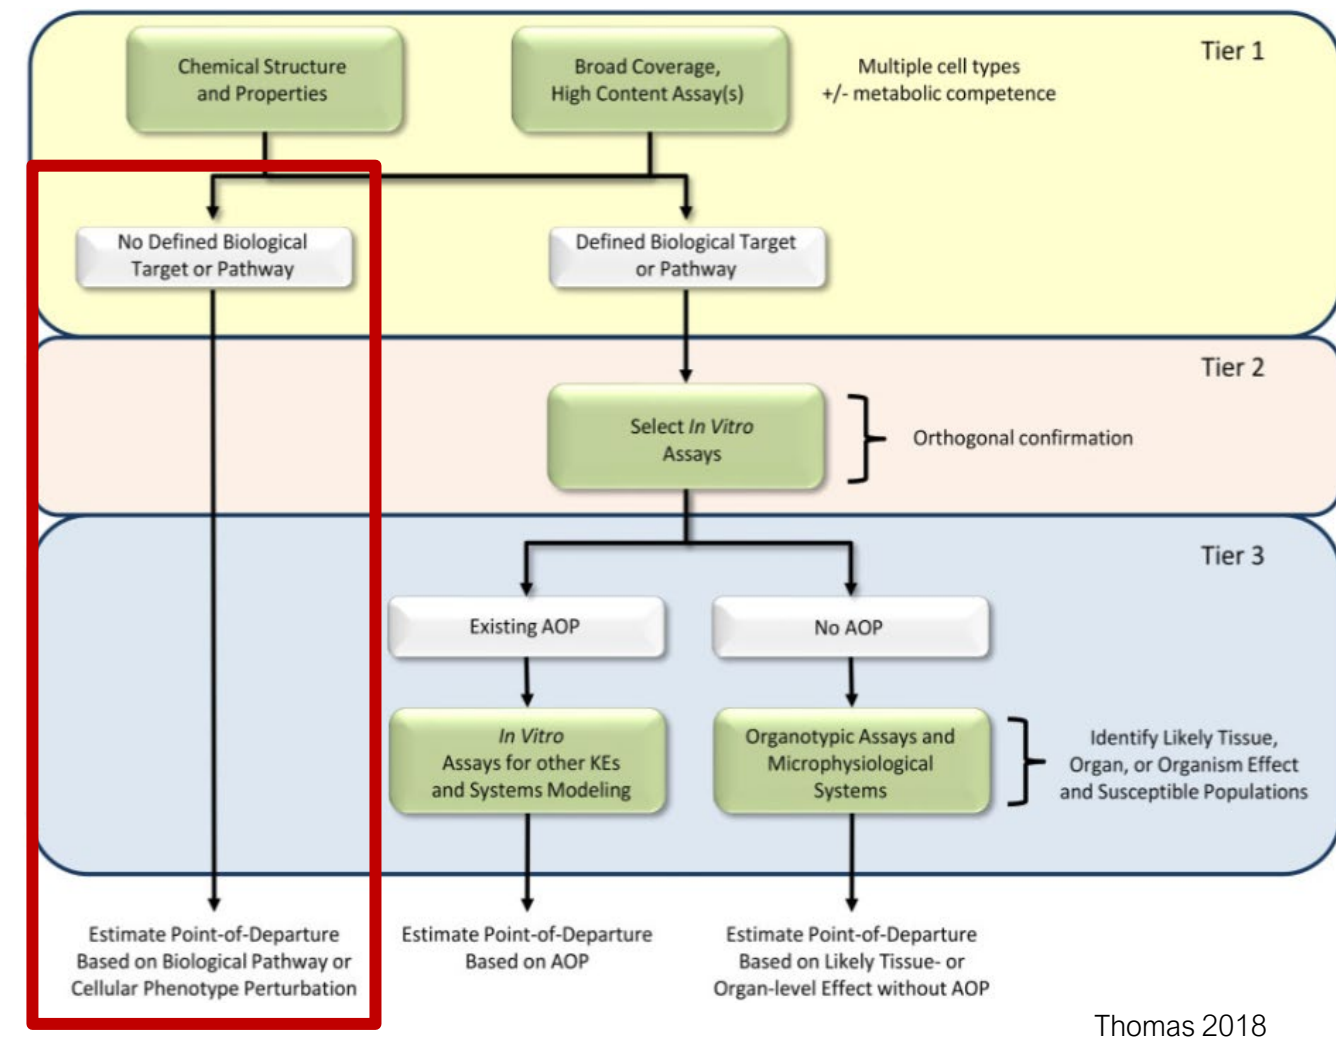 Tier 1
Chemical Structure
and Properties
Broad Coverage,
High Content Assay(s)
Multiple cell types
+/- metabolic competence
No Defined Biological
Target or Pathway
Defined Biological Target
or Pathway
Tier 2
Select In Vitro
Assays
Orthogonal confirmation
Tier 3
Existing AOP
No AOP
In Vitro
Assays for other KEs
and Systems Modeling
Organotypic Assays and
Microphysiological
Systems
Identify Likely Tissue,
Organ, or Organism Effect
and Susceptible Populations
Estimate Point-of-Departure
Based on Biological Pathway or
Cellular Phenotype Perturbation
Estimate Point-of-Departure
Based on AOP
Estimate Point-of-Departure
Based on Likely Tissue- or
Organ-level Effect without AOP
Thomas 2018